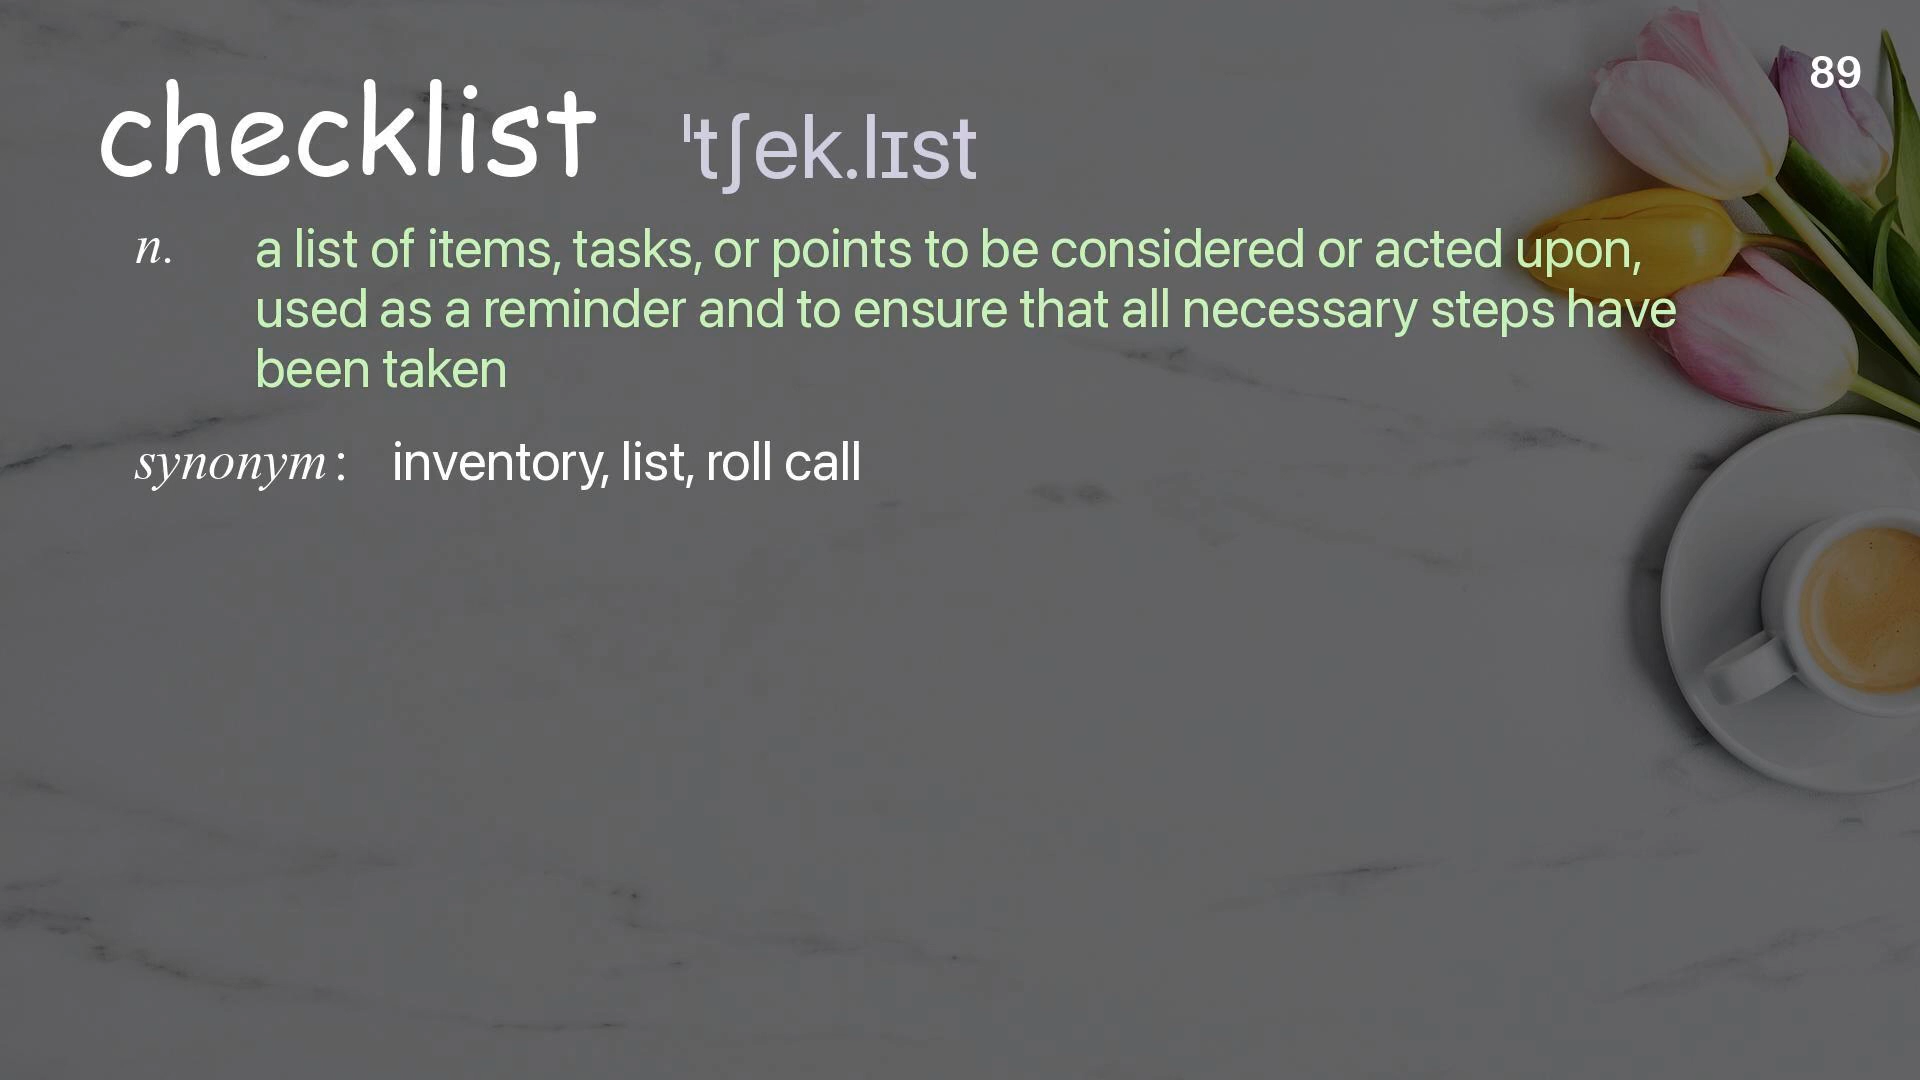 89
checklist ˈtʃek.lɪst
n. a list of items, tasks, or points to be considered or acted upon,
used as a reminder and to ensure that all necessary steps have
been taken
synonym: inventory, list, roll call